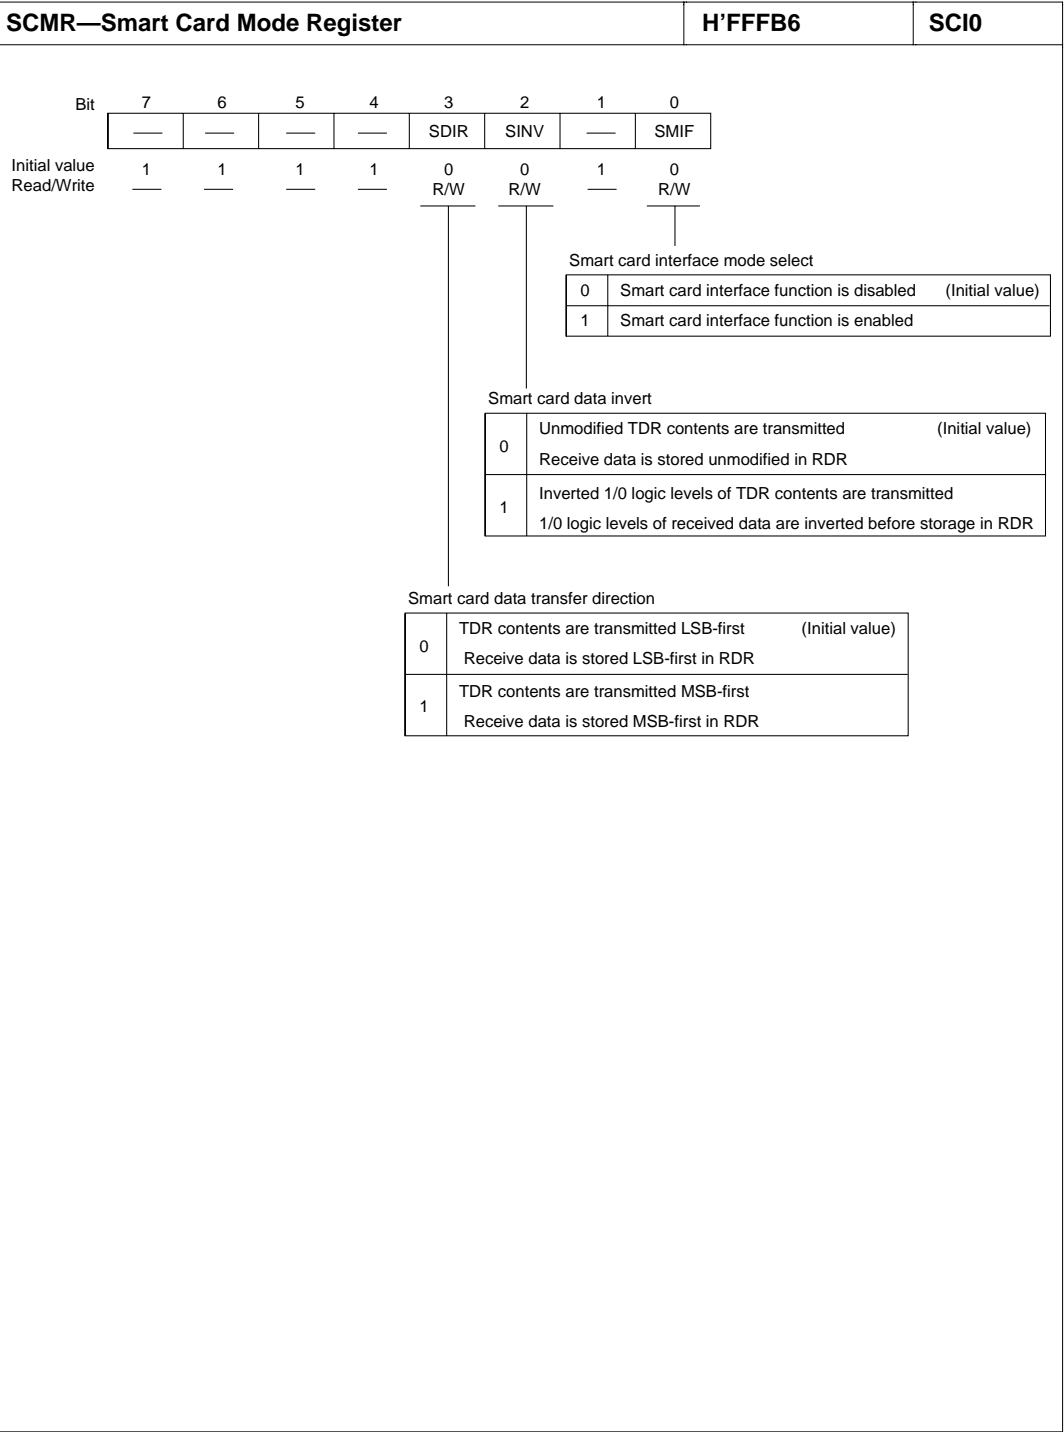 SCMR—Smart Card Mode Register H'FFFB6 SCI0
Bit 7 6 5 4 3 2 1 0
— — — — SDIR SINV — SMIF
Initial value 1 1 1 1 0 0 1 0
Read/Write — — — — R/W R/W — R/W
Smart card interface mode select
0 Smart card interface function is disabled (Initial value)
1 Smart card interface function is enabled
Smart card data invert
0 Unmodified TDR contents are transmitted (Initial value)
Receive data is stored unmodified in RDR
1 Inverted 1/0 logic levels of TDR contents are transmitted
1/0 logic levels of received data are inverted before storage in RDR
Smart card data transfer direction
0 TDR contents are transmitted LSB-first (Initial value)
Receive data is stored LSB-first in RDR
1 TDR contents are transmitted MSB-first
Receive data is stored MSB-first in RDR